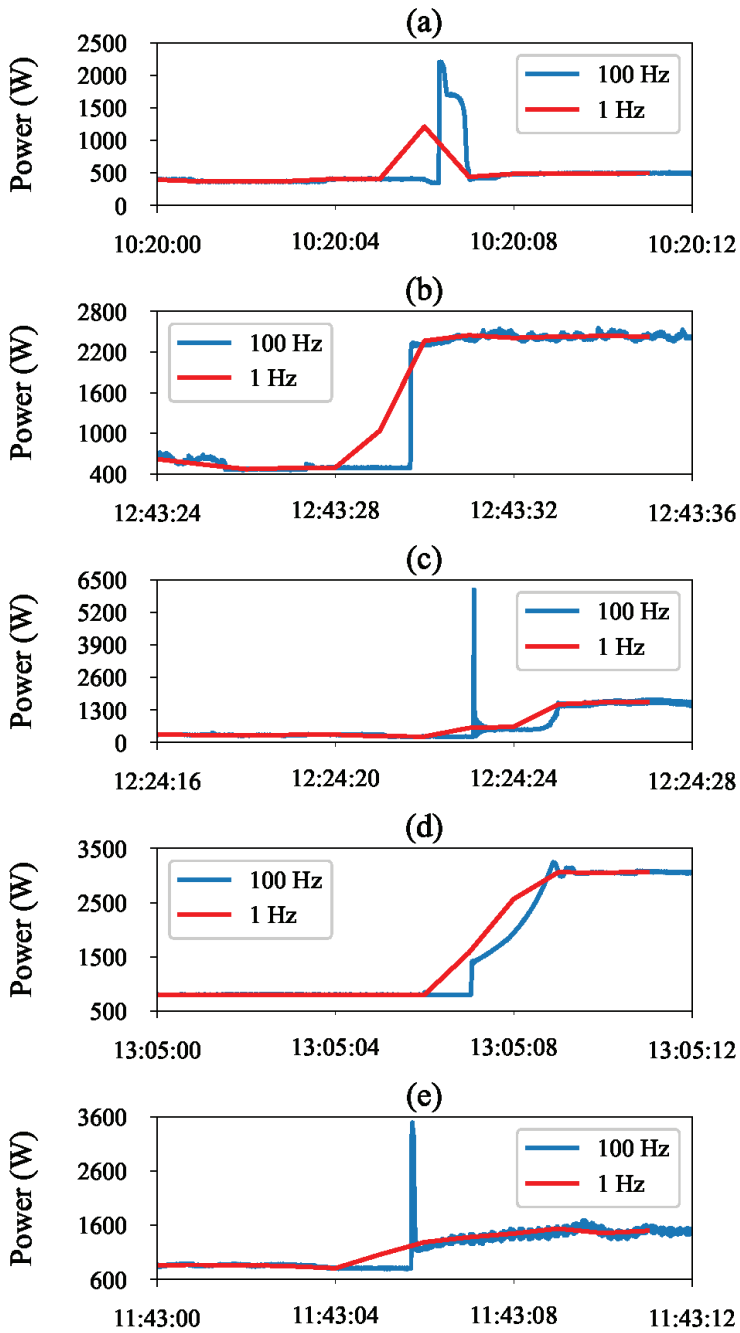 (a)
Power (W)
2500
2000
1500
1000
500
0
100 Hz
1 Hz
10:20:00 10:20:04 10:20:08 10:20:12
(b)
Power (W)
2800
2200
1600
1000
400
100 Hz
1 Hz
12:43:24 12:43:28 12:43:32 12:43:36
(c)
Power (W)
6500
5200
3900
2600
1300
0
100 Hz
1 Hz
12:24:16 12:24:20 12:24:24 12:24:28
(d)
Power (W)
3500
2500
1500
500
100 Hz
1 Hz
13:05:00 13:05:04 13:05:08 13:05:12
(e)
Power (W)
3600
2600
1600
600
100 Hz
1 Hz
11:43:00 11:43:04 11:43:08 11:43:12